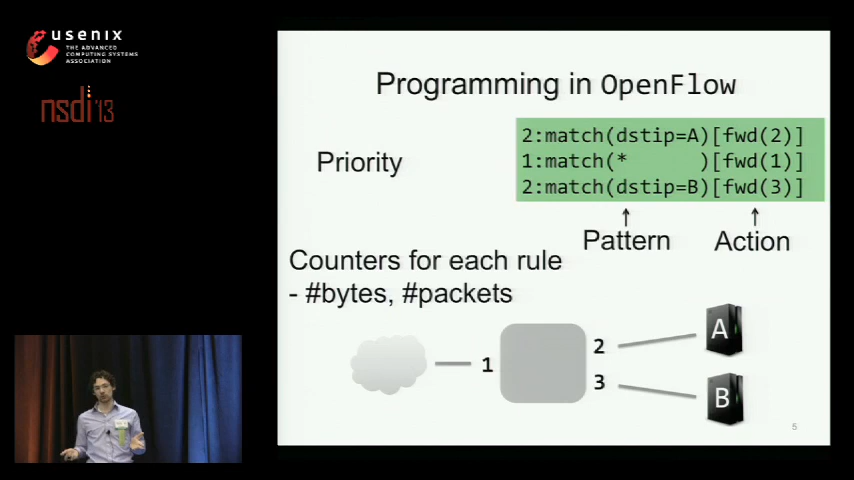 usenix
THE ADVANCED
COMPUTING SYSTEMS
ASSOCIATION
nsdi '13
Programming in OpenFlow
Priority
2:match(dstip=A)[fwd(2)]
1:match(* )[fwd(1)]
2:match(dstip=B)[fwd(3)]
Pattern Action
Counters for each rule
- #bytes, #packets
1
2
3
A
B
5